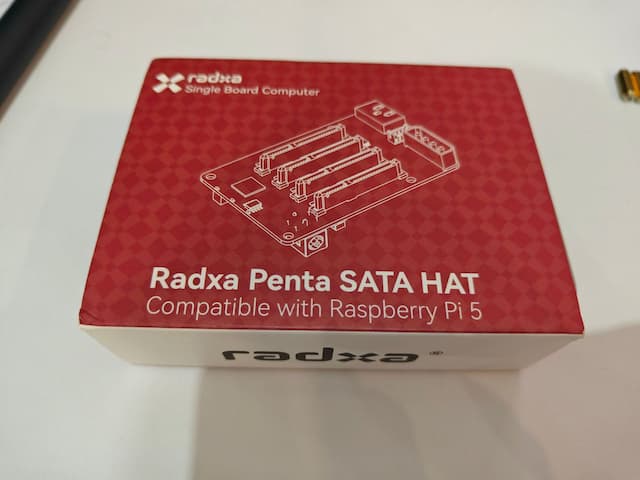 radxa
Single Board Computer
Radxa Penta SATA HAT
Compatible with Raspberry Pi 5
radxa®